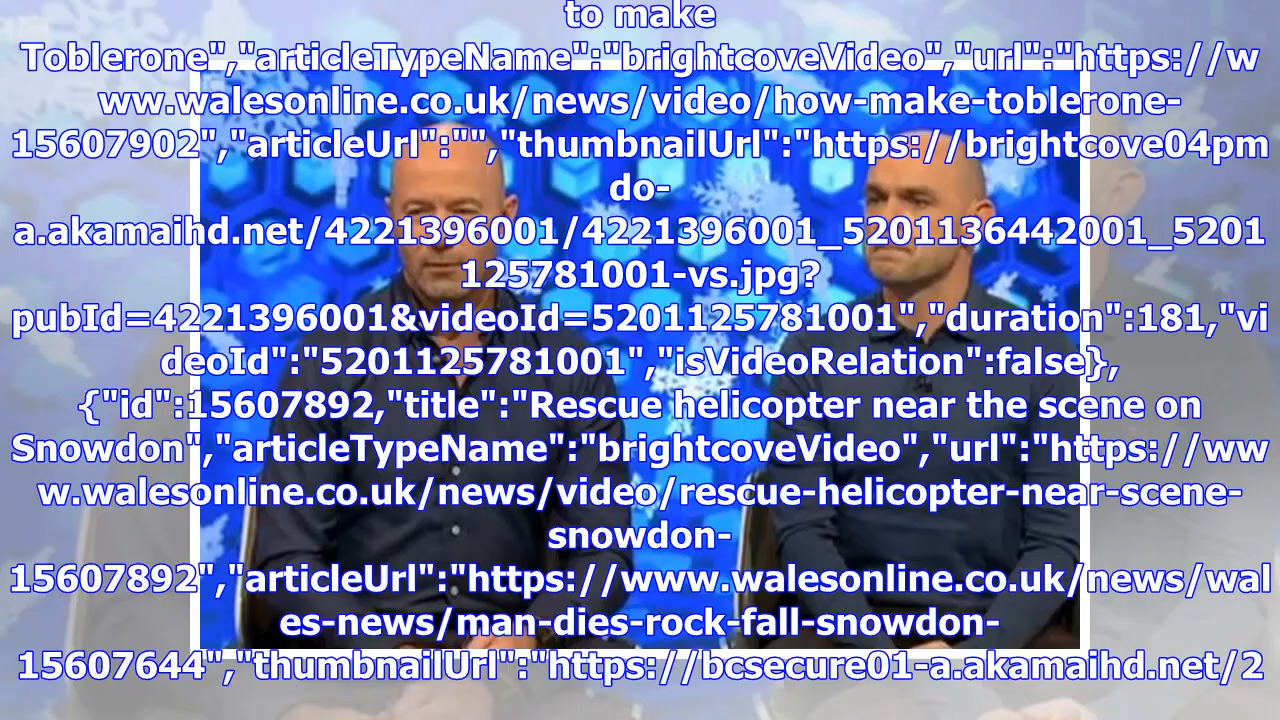 to make
Toblerone","articleTypeName":"brightcoveVideo","url":"https://w
ww.walesonline.co.uk/news/video/how-make-toblerone-
15607902","articleUrl":"","thumbnailUrl":"https://brightcove04pm
do-
a.akamaihd.net/4221396001/4221396001_5201136442001_5201
125781001-vs.jpg?
pubId=4221396001&videoId=5201125781001","duration":181,"vi
deoId":"5201125781001","isVideoRelation":false},
{"id":15607892,"title":"Rescue helicopter near the scene on
Snowdon","articleTypeName":"brightcoveVideo","url":"https://ww
w.walesonline.co.uk/news/video/rescue-helicopter-near-scene-
snowdon-
15607892","articleUrl":"https://www.walesonline.co.uk/news/wal
es-news/man-dies-rock-fall-snowdon-
15607644","thumbnailUrl":"https://bcsecure01-a.akamaihd.net/2